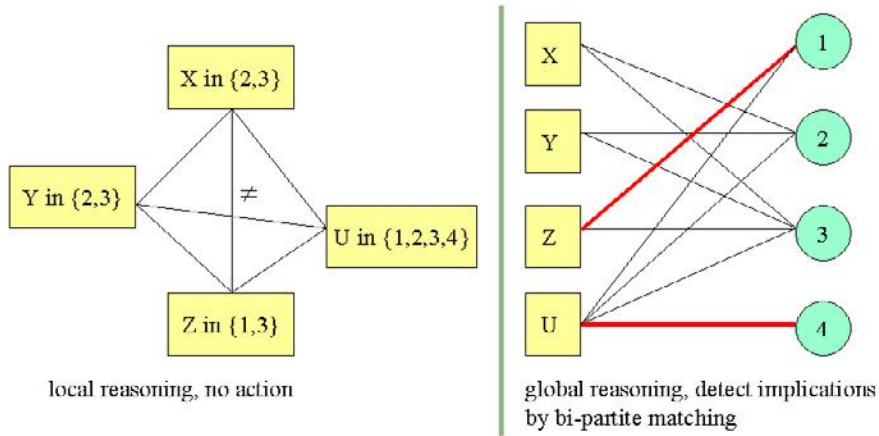 X in {2,3}
Y in {2,3}
≠
U in {1,2,3,4}
Z in {1,3}
local reasoning, no action
X
Y
Z
U
1
2
3
4
global reasoning, detect implications
by bi-partite matching